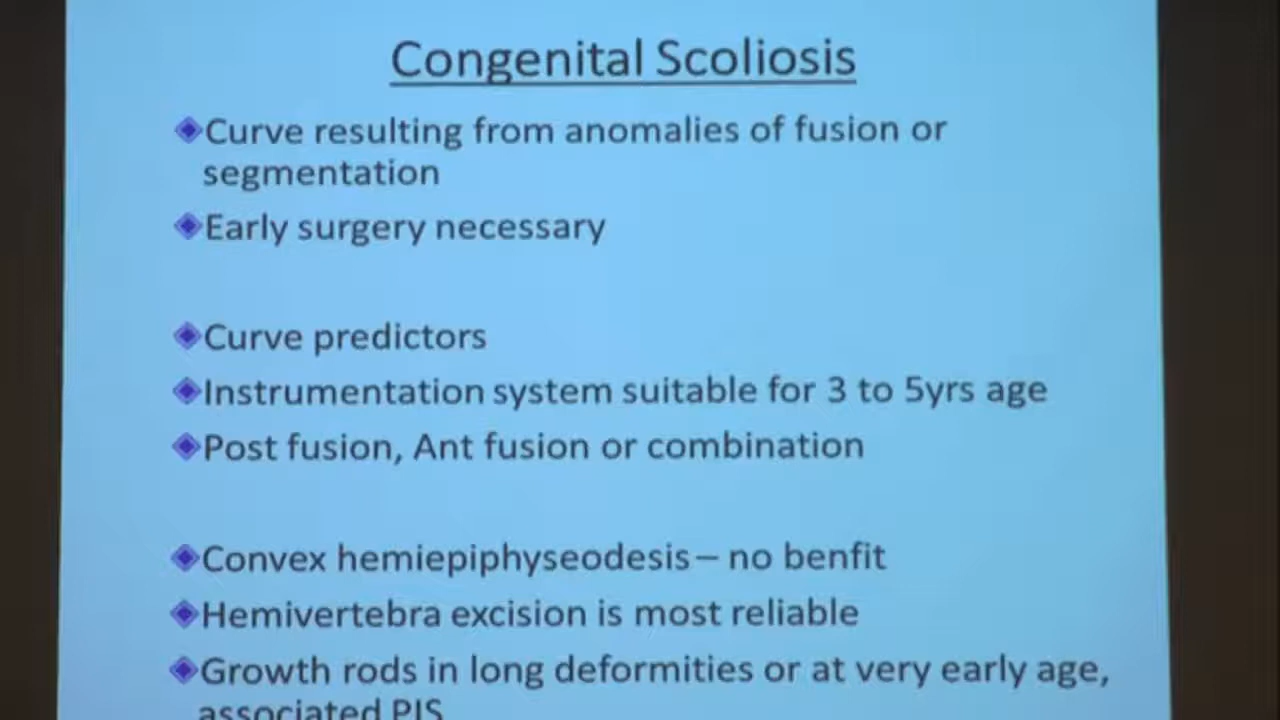 Congenital Scoliosis
Curve resulting from anomalies of fusion or
segmentation
Early surgery necessary
Curve predictors
Instrumentation system suitable for 3 to 5yrs age
Post fusion, Ant fusion or combination
Convex hemiepiphyseodesis – no benfit
Hemivertebra excision is most reliable
Growth rods in long deformities or at very early age,
associated PIS